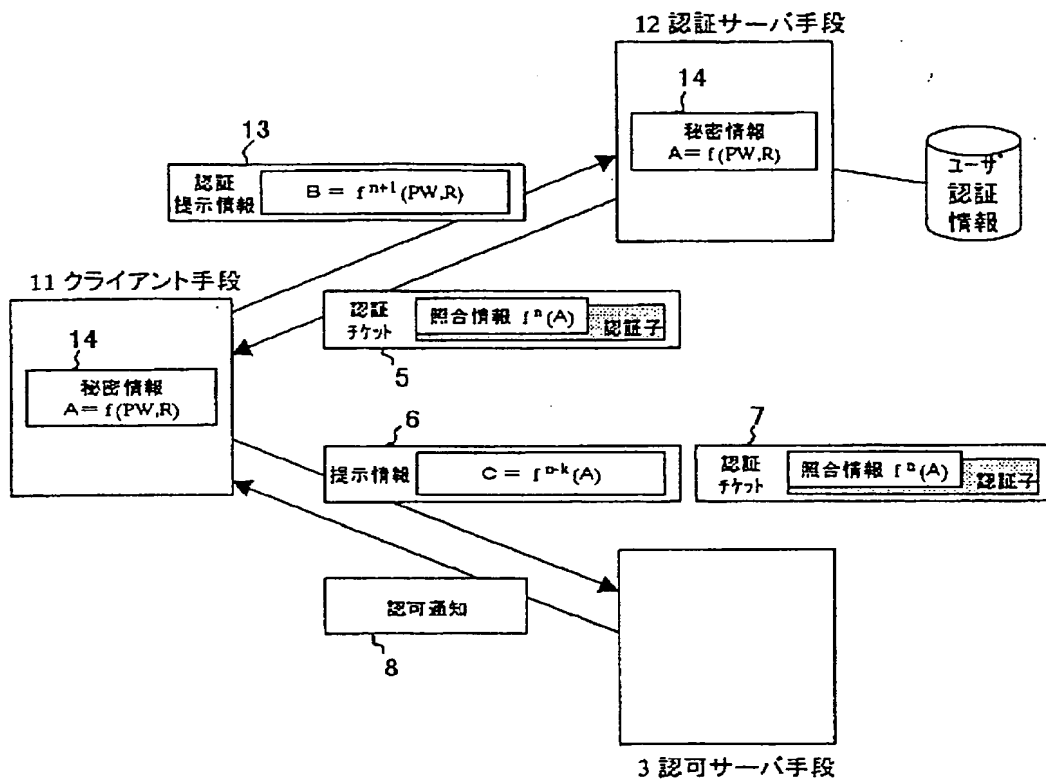 12 認証サーバ手段
14
秘密情報
A = f(PW,R)
ユーザ
認証
情報
13
認証
提示情報
B = f^{n+1}(PW,R)
11 クライアント手段
14
秘密情報
A = f(PW,R)
認証
チケット
照合情報 f^{n}(A)
認証子
5
6
提示情報
C = f^{n-k}(A)
7
認証
チケット
照合情報 f^{n}(A)
認証子
認可通知
8
3 認可サーバ手段